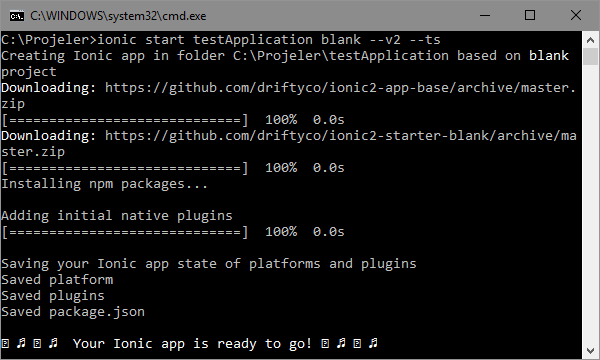 C:\WINDOWS\system32\cmd.exe
C:\Projeler>ionic start testApplication blank --v2 --ts
Creating Ionic app in folder C:\Projeler\testApplication based on blank
project
Downloading: https://github.com/driftyco/ionic2-app-base/archive/master.
zip
[=============================]  100%  0.0s
Downloading: https://github.com/driftyco/ionic2-starter-blank/archive/ma
ster.zip
[=============================]  100%  0.0s
Installing npm packages...
Adding initial native plugins
[=============================]  100%  0.0s
Saving your Ionic app state of platforms and plugins
Saved platform
Saved plugins
Saved package.json
♬ ♬ Your Ionic app is ready to go! ♬ ♬